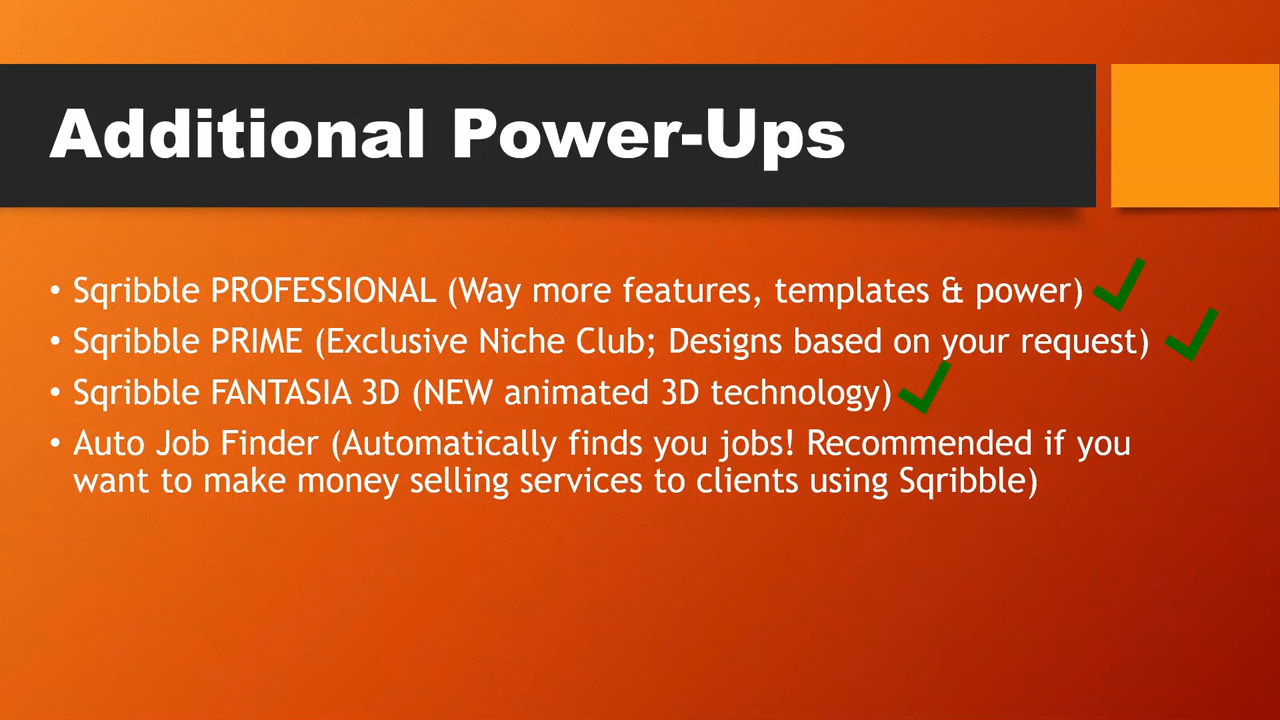 Additional Power-Ups
• Sqribble PROFESSIONAL (Way more features, templates & power)
• Sqribble PRIME (Exclusive Niche Club; Designs based on your request)
• Sqribble FANTASIA 3D (NEW animated 3D technology)
• Auto Job Finder (Automatically finds you jobs! Recommended if you
want to make money selling services to clients using Sqribble)